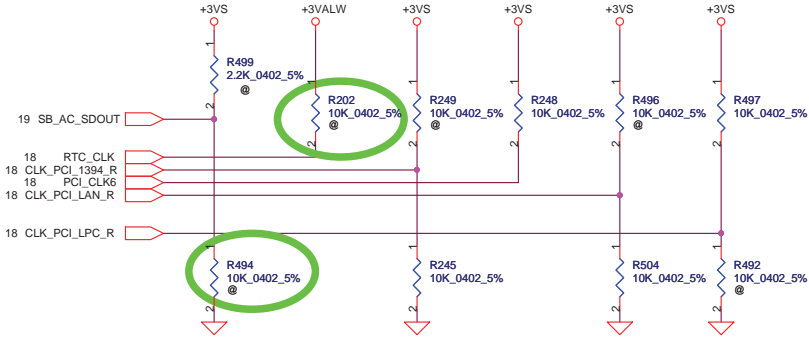 +3VS
+3VALW
+3VS
+3VS
+3VS
1
R499
2.2K_0402_5%
@
2
1
R202
10K_0402_5%
@
2
1
R249
10K_0402_5%
@
2
1
R248
10K_0402_5%
2
1
R496
10K_0402_5%
@
2
1
R497
10K_0402_5%
2
19 SB_AC_SDOUT
18 RTC_CLK
18 CLK_PCI_1394_R
18 PCI_CLK6
18 CLK_PCI_LAN_R
18 CLK_PCI_LPC_R
1
R494
10K_0402_5%
@
2
1
R245
10K_0402_5%
2
1
R504
10K_0402_5%
2
1
R492
10K_0402_5%
@
2